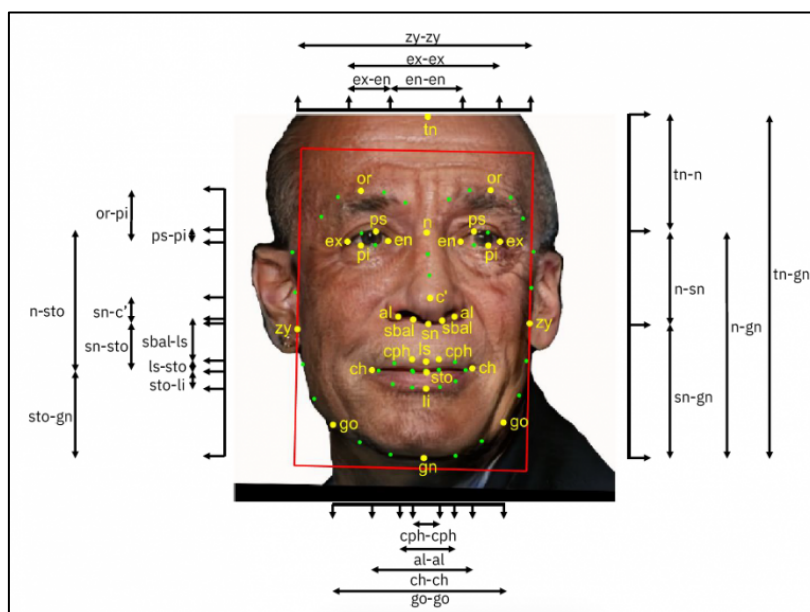 zy-zy
ex-ex
ex-en en-en
tn
or or
or-pi
tn-n
ps-pi
ps n ps
ex en en ex
pi pi
tn-gn
n-sto
sn-c'
c'
n-sn
n-gn
al al
sbal sn sbal
zy zy
sbal-ls
sn-sto
cph ls cph
ls-sto
ch sto ch
sto-li
li
sn-gn
sto-gn
go go
gn
cph-cph
al-al
ch-ch
go-go